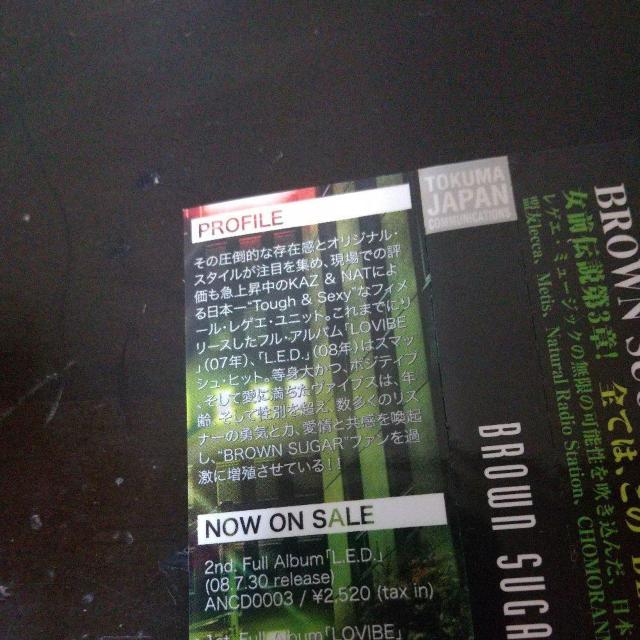 PROFILE
その圧倒的な存在感とオリジナル・
スタイルが注目を集め、現場での評
価も急上昇中のKAZ & NATによ
る日本一“Tough & Sexy”なフィメ
ール・レゲエ・ユニット。これまでにリ
リースしたフル・アルバム「LOVIBE
」(07年)、「L.E.D.」(08年)はスマッ
シュ・ヒット。等身大かつ、ポジティブ
、そして愛に満ちたヴァイブスは、年
齢、そして性別を超え、数多くのリス
ナーの勇気と力、愛情と共感を喚起
し、“BROWN SUGAR”ファンを過
激に増殖させている!!
NOW ON SALE
2nd. Full Album「L.E.D.」
(08.7.30 release)
ANCD0003 / ¥2,520 (tax in)
1st. Full Album「LOVIBE」
TOKUMA
JAPAN
COMMUNICATIONS
BROWN SUGA
BROWN SUG
全ては、この
女而伝説第2章!
レゲエ・ミュージックの無限の可能性を吹き込んだ、日本
Natural Radio Station、CHOMORAN